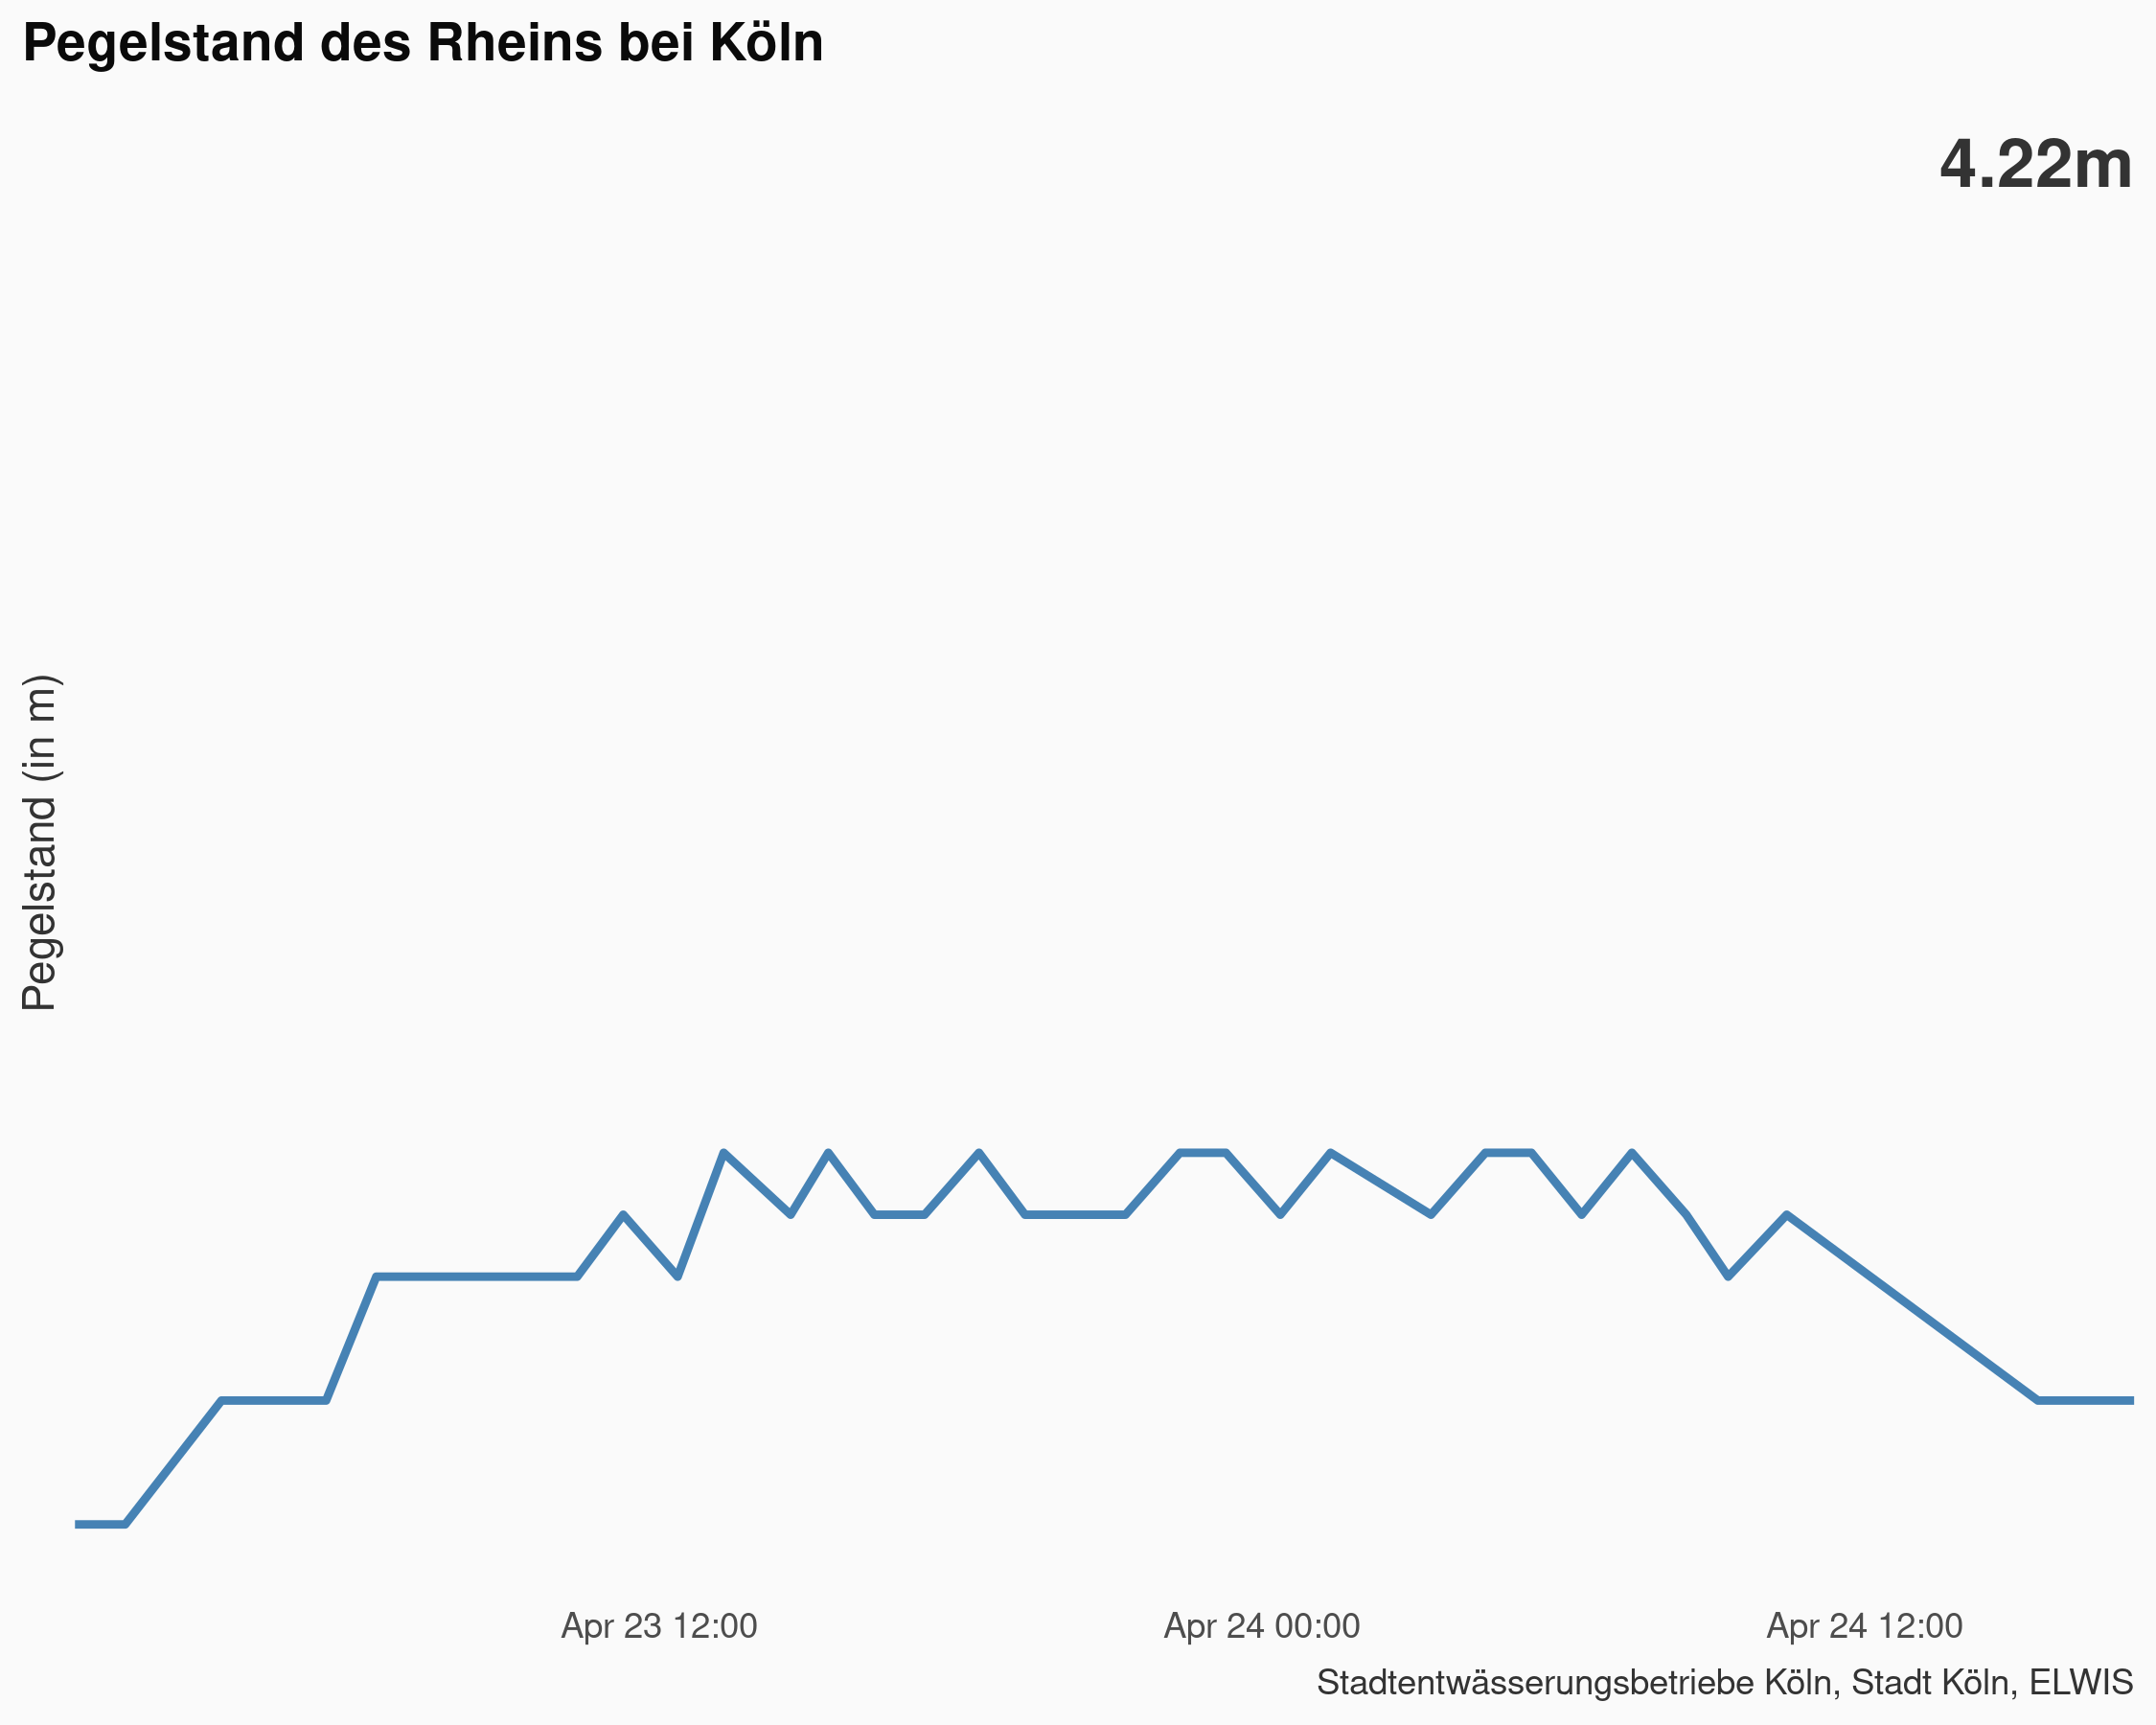 Pegelstand des Rheins bei Köln
4.22m
Pegelstand (in m)
Apr 23 12:00
Apr 24 00:00
Apr 24 12:00
Stadtentwässerungsbetriebe Köln, Stadt Köln, ELWIS